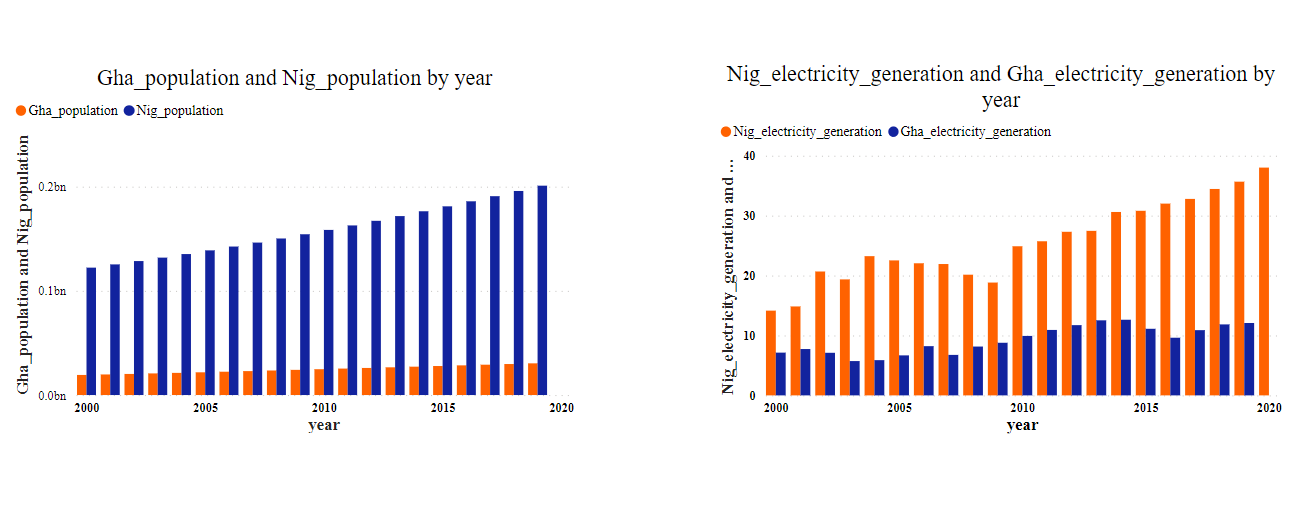 Gha_population and Nig_population by year
Gha_population Nig_population
Gha_population and Nig_population
0.2bn
0.1bn
0.0bn
2000 2005 2010 2015 2020
year
Nig_electricity_generation and Gha_electricity_generation by
year
Nig_electricity_generation Gha_electricity_generation
Nig_electricity_generation and ...
40
30
20
10
0
2000 2005 2010 2015 2020
year